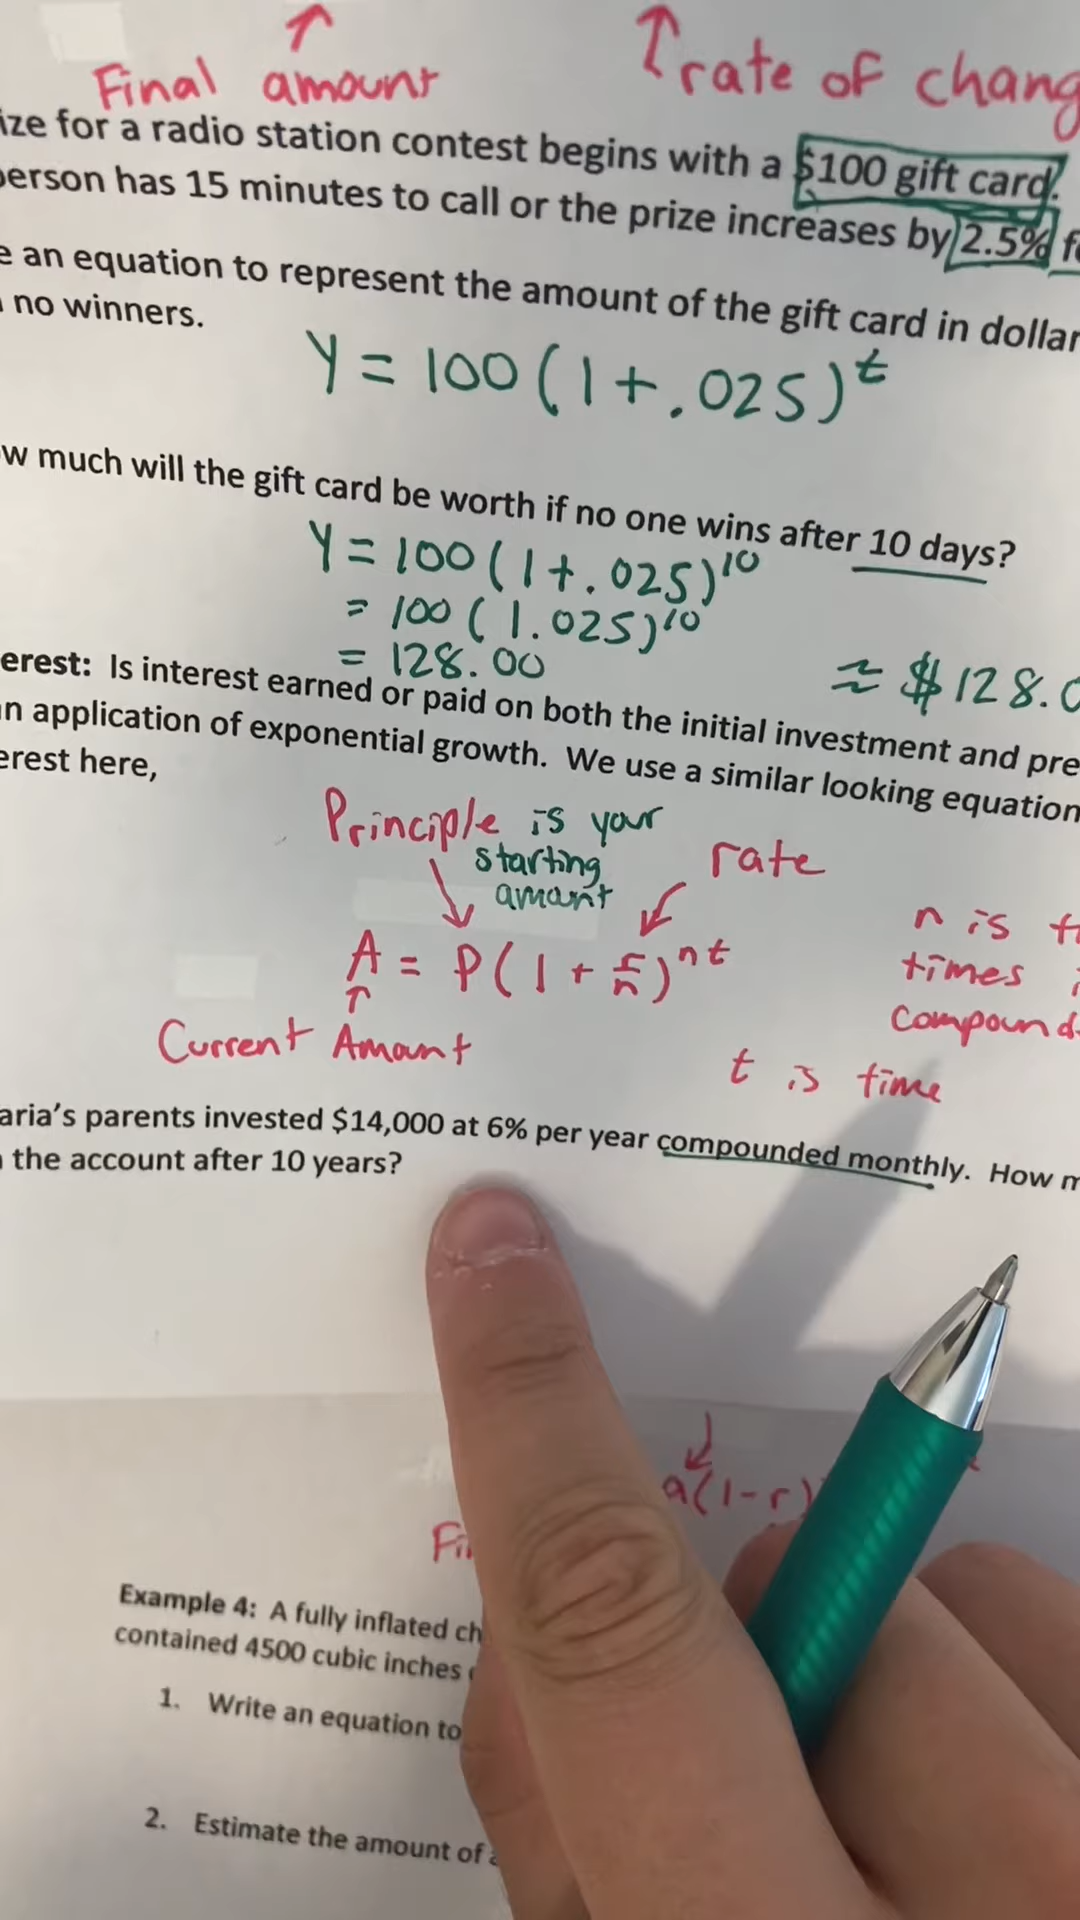 Final amount
rate of chang
ize for a radio station contest begins with a $100 gift card.
erson has 15 minutes to call or the prize increases by 2.5% f
e an equation to represent the amount of the gift card in dollar
no winners.
Y = 100 (1 + .025)^t
w much will the gift card be worth if no one wins after 10 days?
Y = 100 (1 + .025)^10
= 100 (1.025)^10
= 128.00
≈ $128.0
erest: Is interest earned or paid on both the initial investment and pre
n application of exponential growth. We use a similar looking equation
erest here,
Principle is your
starting
amant
rate
n is t
times i
compound
A = P(1 + r/n)^nt
Current Amant
t is time
aria's parents invested $14,000 at 6% per year compounded monthly. How m
the account after 10 years?
a(1-r)
Fi
Example 4: A fully inflated ch
contained 4500 cubic inches
1. Write an equation to
2. Estimate the amount of a